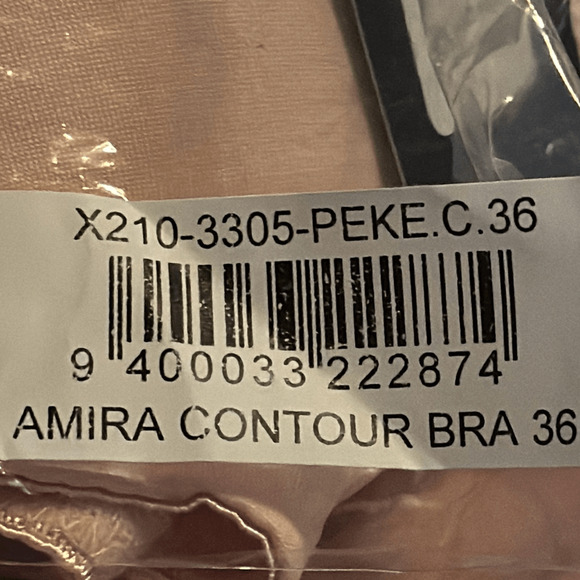 X210-3305-PEKE.C.36
9 400033 222874
AMIRA CONTOUR BRA 36